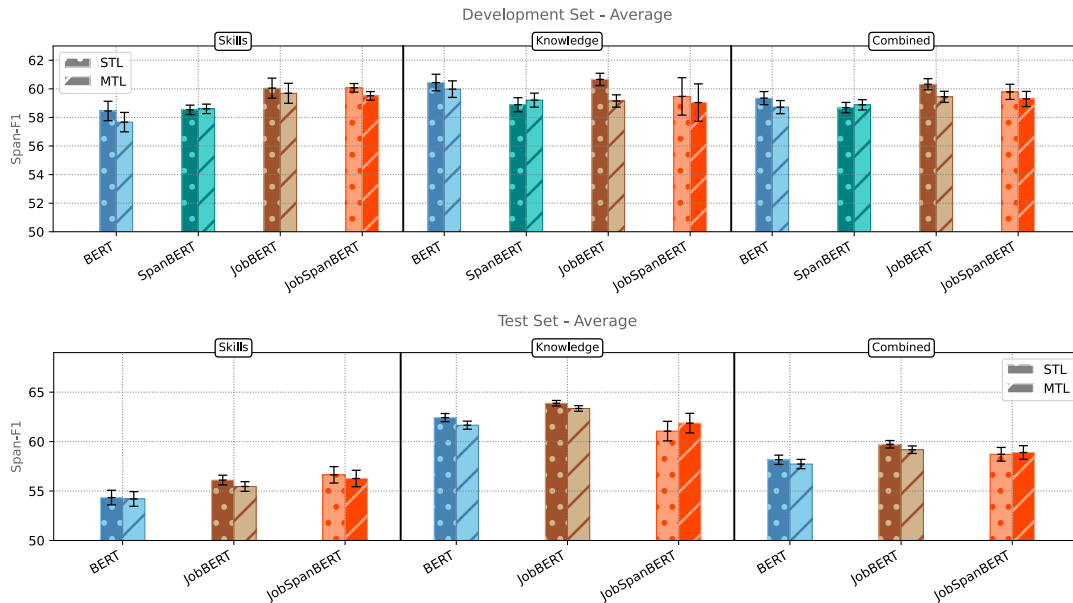 Development Set - Average
Skills Knowledge Combined
STL
MTL
Span-F1
62
60
58
56
54
52
50
BERT SpanBERT JobBERT JobSpanBERT BERT SpanBERT JobBERT JobSpanBERT BERT SpanBERT JobBERT JobSpanBERT
Test Set - Average
Skills Knowledge Combined
STL
MTL
Span-F1
65
60
55
50
BERT JobBERT JobSpanBERT BERT JobBERT JobSpanBERT BERT JobBERT JobSpanBERT